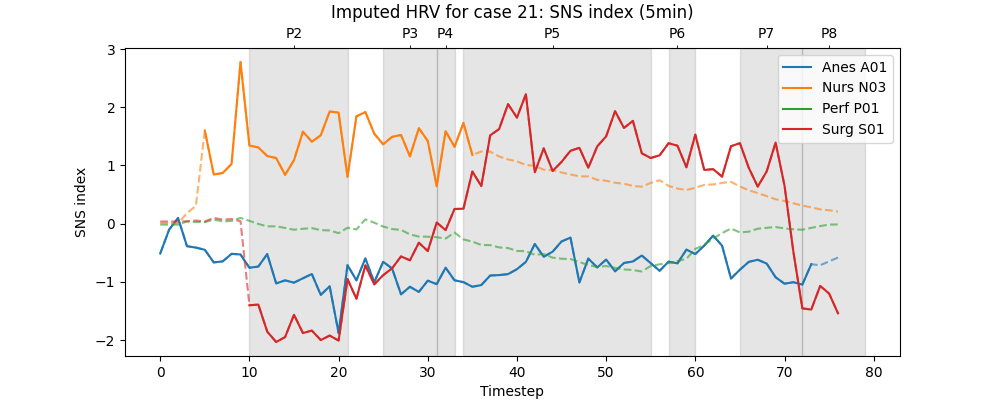 Imputed HRV for case 21: SNS index (5min)
P2 P3 P4 P5 P6 P7 P8
Anes A01
Nurs N03
Perf P01
Surg S01
SNS index
3
2
1
0
−1
−2
0 10 20 30 40 50 60 70 80
Timestep